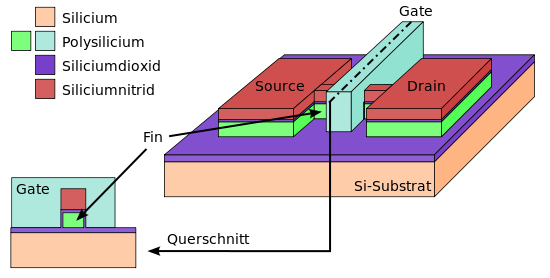 Silicium
Polysilicium
Siliciumdioxid
Siliciumnitrid
Gate
Source
Drain
Fin
Si-Substrat
Gate
Querschnitt